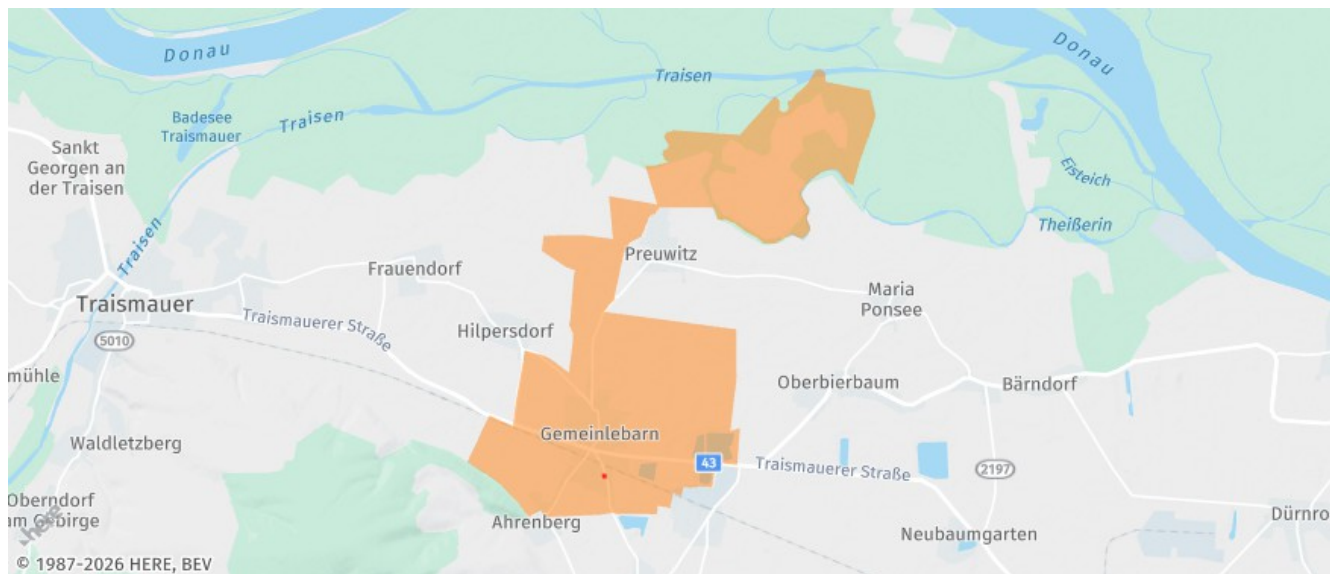 Donau
Donau
Traisen
Badesee
Traismauer
Traisen
Sankt
Georgen an
der Traisen
Eisteich
Theißerin
Traisen
Preuwitz
Frauendorf
Maria
Ponsee
Traismauer
Traismauerer Straße
Hilpersdorf
5010
mühle
Oberbierbaum
Bärndorf
Gemeinlebarn
Waldletzberg
43
Traismauerer Straße
2197
Oberndorf
am Gebirge
Ahrenberg
Dürnro
Neubaumgarten
here
© 1987-2026 HERE, BEV